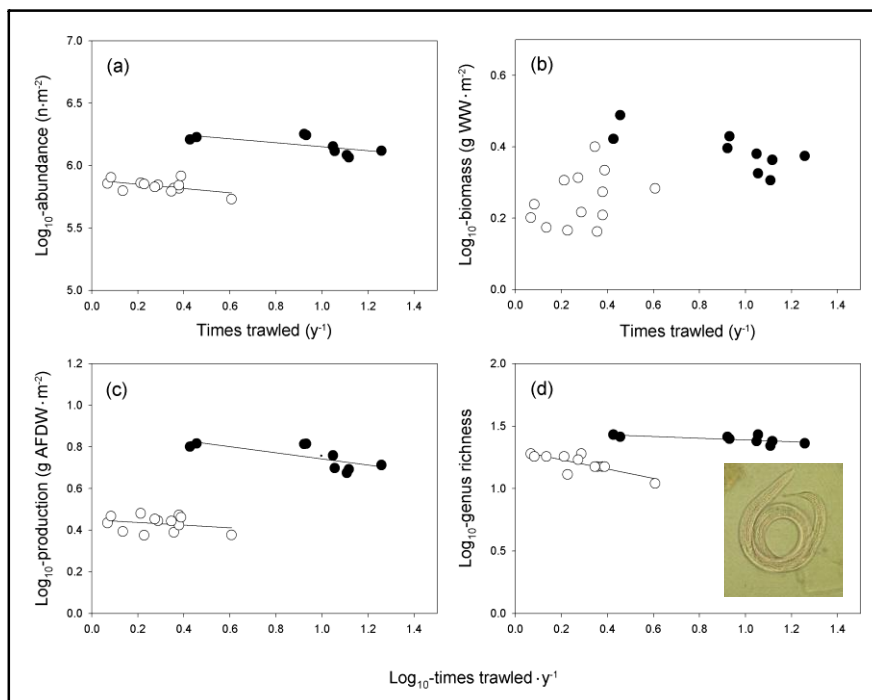 7.0
(a)
6.5
6.0
5.5
5.0
Log₁₀-abundance (n·m⁻²)
0.0 0.2 0.4 0.6 0.8 1.0 1.2 1.4
Times trawled (y⁻¹)
(b)
0.6
0.4
0.2
0.0
Log₁₀-biomass (g WW·m⁻²)
0.0 0.2 0.4 0.6 0.8 1.0 1.2 1.4
Times trawled (y⁻¹)
1.2
(c)
1.0
0.8
0.6
0.4
0.2
0.0
Log₁₀-production (g AFDW·m⁻²)
0.0 0.2 0.4 0.6 0.8 1.0 1.2 1.4
2.0
(d)
1.5
1.0
0.5
0.0
Log₁₀-genus richness
0.0 0.2 0.4 0.6 0.8 1.0 1.2 1.4
Log₁₀-times trawled·y⁻¹